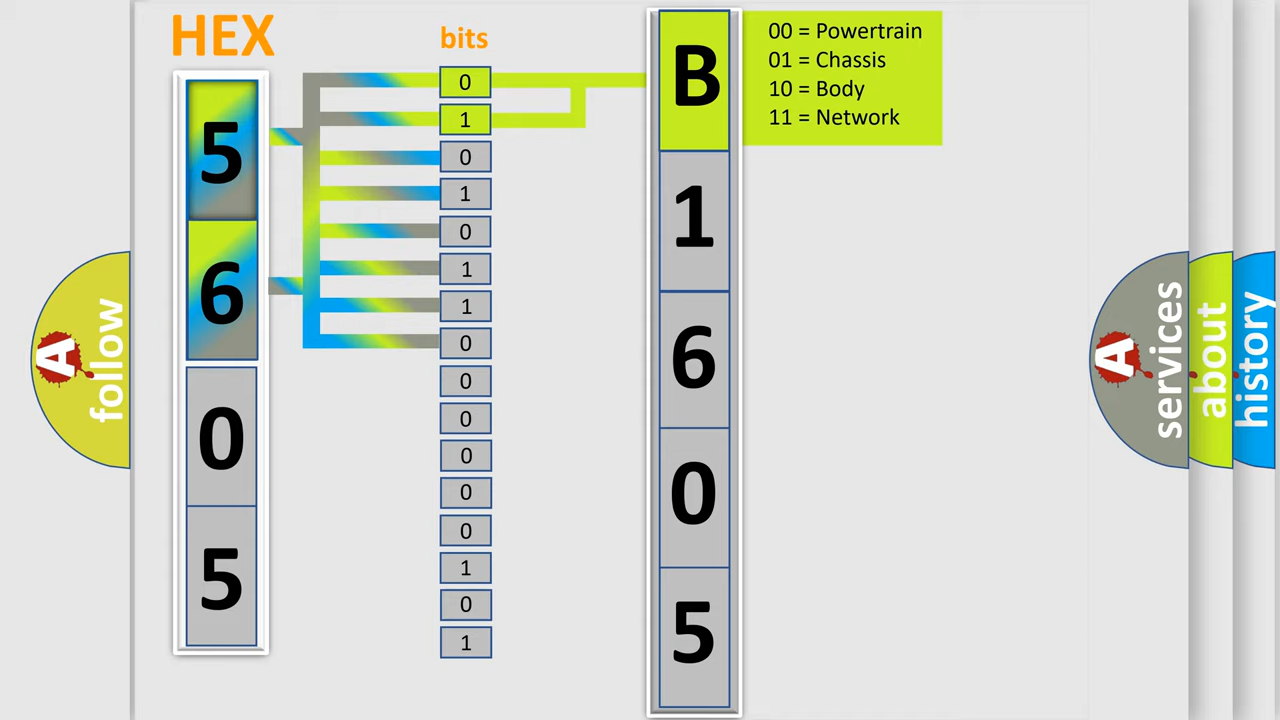 HEX
bits
5
6
0
5
0
1
0
1
0
1
1
0
0
0
0
0
0
1
0
1
B
1
6
0
5
00 = Powertrain
01 = Chassis
10 = Body
11 = Network
A
follow
A
services
about
history